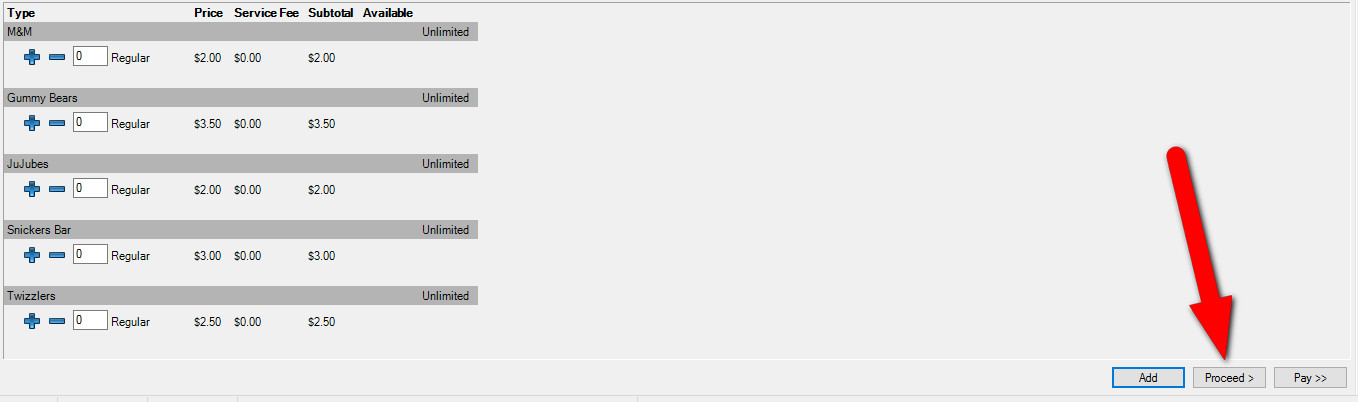 Type Price Service Fee Subtotal Available
M&M Unlimited
0 Regular $2.00 $0.00 $2.00
Gummy Bears Unlimited
0 Regular $3.50 $0.00 $3.50
JuJubes Unlimited
0 Regular $2.00 $0.00 $2.00
Snickers Bar Unlimited
0 Regular $3.00 $0.00 $3.00
Twizzlers Unlimited
0 Regular $2.50 $0.00 $2.50
Add Proceed > Pay >>